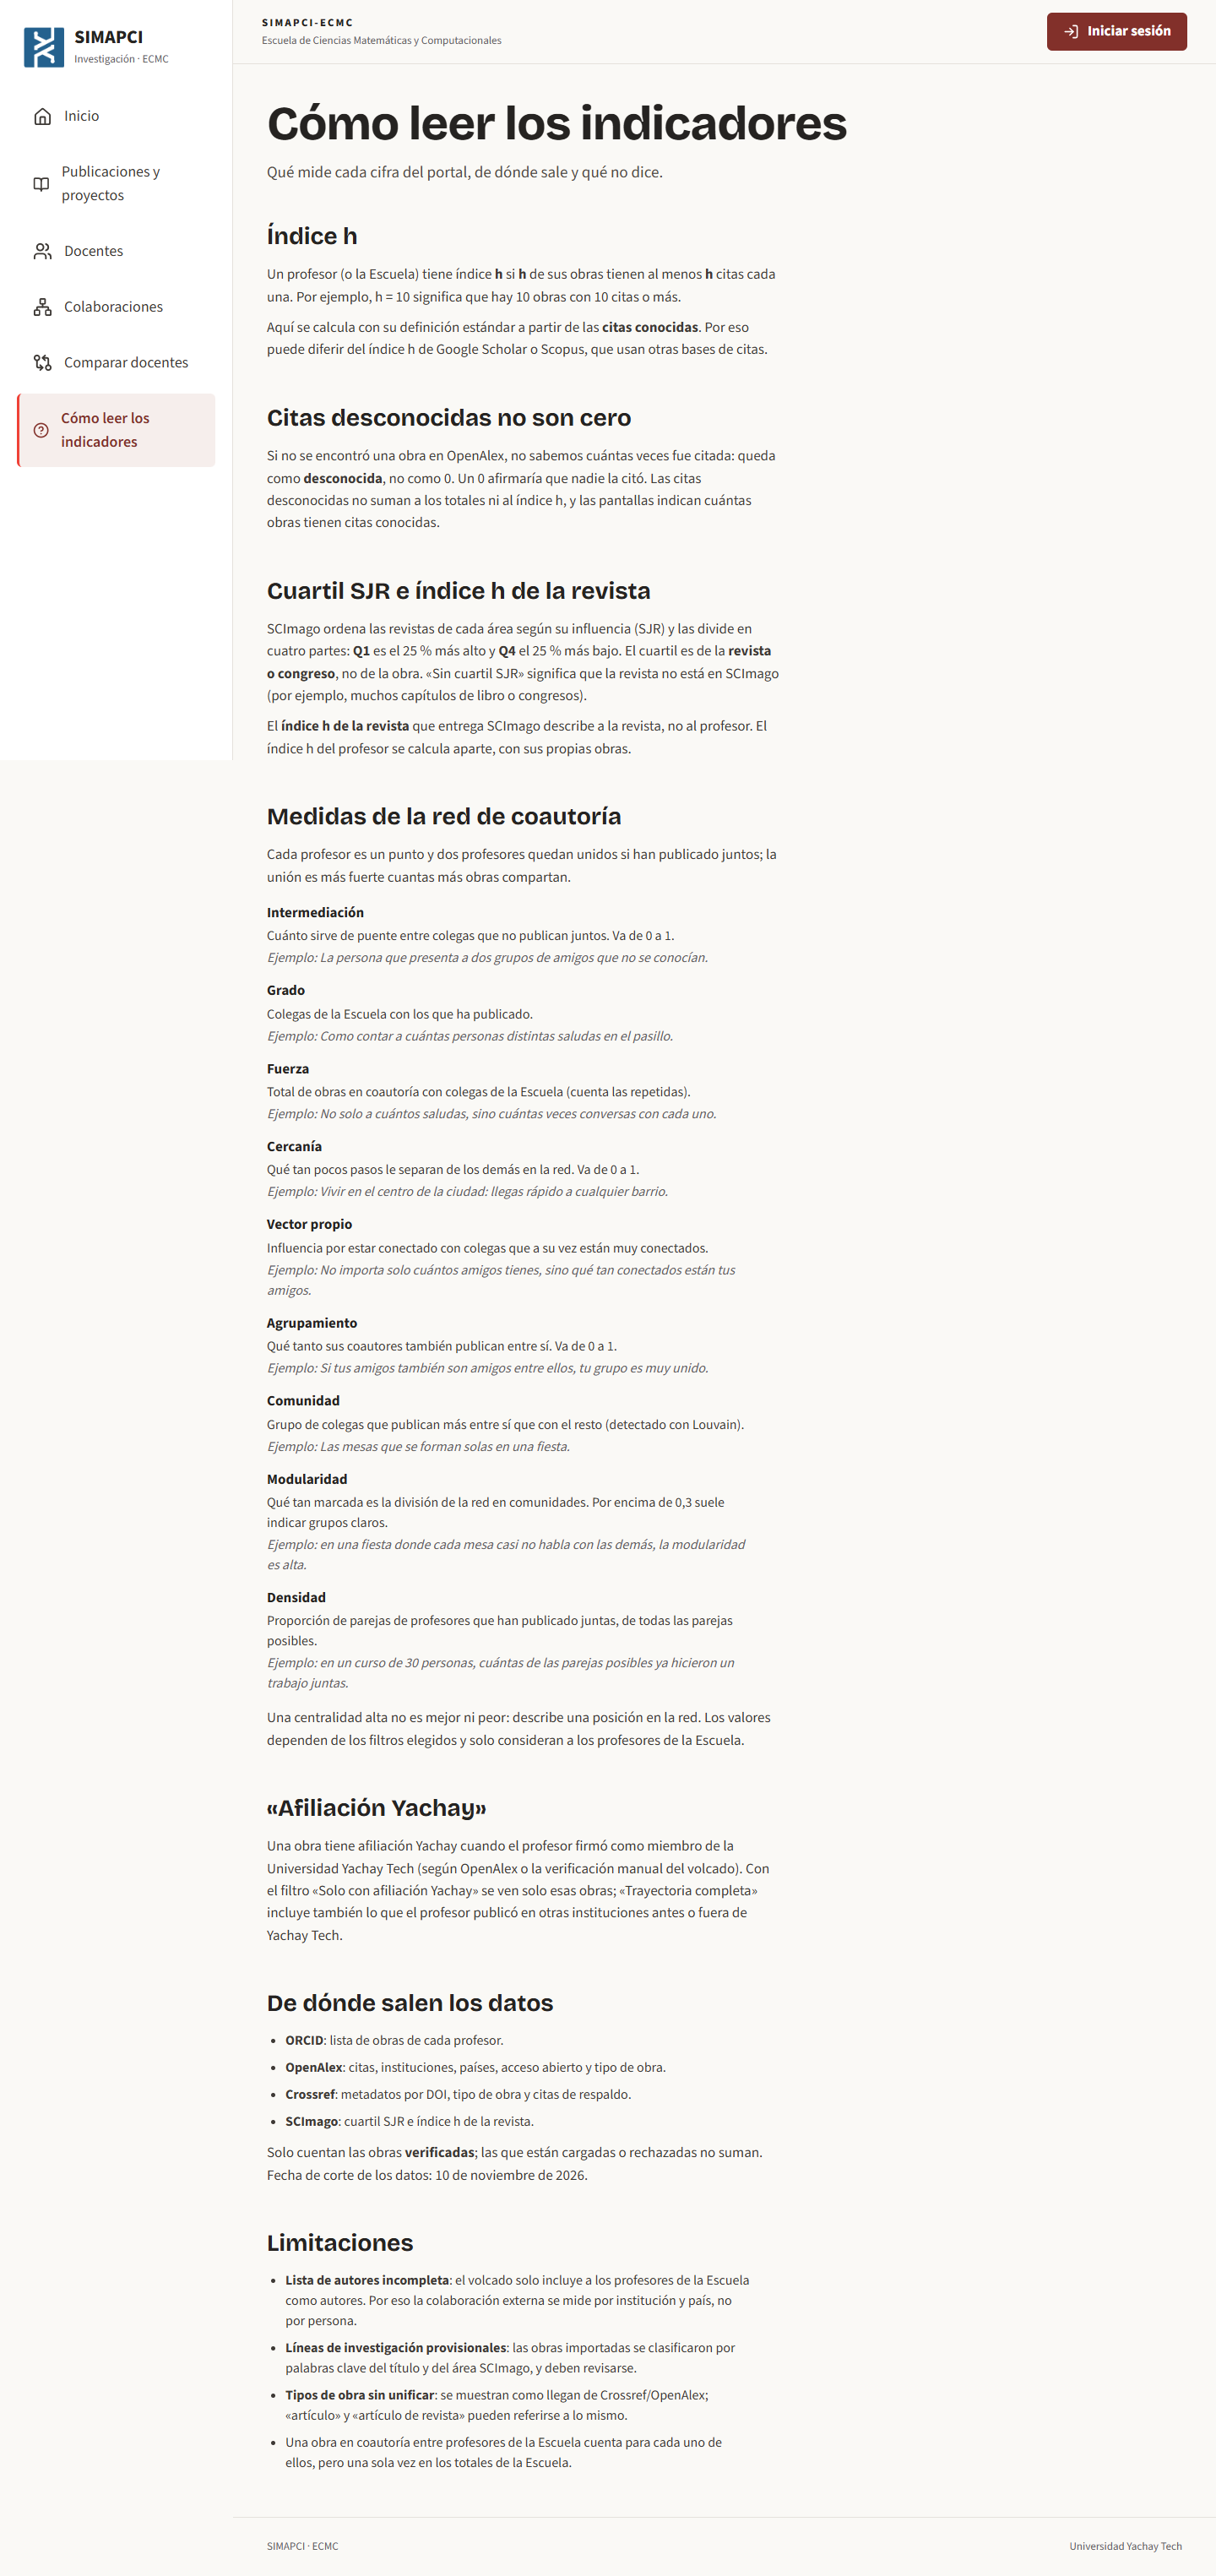 SIMAPCI
Investigación · ECMC
Inicio
Publicaciones y
proyectos
Docentes
Colaboraciones
Comparar docentes
Cómo leer los
indicadores
SIMAPCI-ECMC
Escuela de Ciencias Matemáticas y Computacionales
Iniciar sesión
Cómo leer los indicadores
Qué mide cada cifra del portal, de dónde sale y qué no dice.
Índice h
Un profesor (o la Escuela) tiene índice h si h de sus obras tienen al menos h citas cada
una. Por ejemplo, h = 10 significa que hay 10 obras con 10 citas o más.
Aquí se calcula con su definición estándar a partir de las citas conocidas. Por eso
puede diferir del índice h de Google Scholar o Scopus, que usan otras bases de citas.
Citas desconocidas no son cero
Si no se encontró una obra en OpenAlex, no sabemos cuántas veces fue citada: queda
como desconocida, no como 0. Un 0 afirmaría que nadie la citó. Las citas
desconocidas no suman a los totales ni al índice h, y las pantallas indican cuántas
obras tienen citas conocidas.
Cuartil SJR e índice h de la revista
SCImago ordena las revistas de cada área según su influencia (SJR) y las divide en
cuatro partes: Q1 es el 25 % más alto y Q4 el 25 % más bajo. El cuartil es de la revista
o congreso, no de la obra. «Sin cuartil SJR» significa que la revista no está en SCImago
(por ejemplo, muchos capítulos de libro o congresos).
El índice h de la revista que entrega SCImago describe a la revista, no al profesor. El
índice h del profesor se calcula aparte, con sus propias obras.
Medidas de la red de coautoría
Cada profesor es un punto y dos profesores quedan unidos si han publicado juntos; la
unión es más fuerte cuantas más obras compartan.
Intermediación
Cuánto sirve de puente entre colegas que no publican juntos. Va de 0 a 1.
Ejemplo: La persona que presenta a dos grupos de amigos que no se conocían.
Grado
Colegas de la Escuela con los que ha publicado.
Ejemplo: Como contar a cuántas personas distintas saludas en el pasillo.
Fuerza
Total de obras en coautoría con colegas de la Escuela (cuenta las repetidas).
Ejemplo: No solo a cuántos saludas, sino cuántas veces conversas con cada uno.
Cercanía
Qué tan pocos pasos le separan de los demás en la red. Va de 0 a 1.
Ejemplo: Vivir en el centro de la ciudad: llegas rápido a cualquier barrio.
Vector propio
Influencia por estar conectado con colegas que a su vez están muy conectados.
Ejemplo: No importa solo cuántos amigos tienes, sino qué tan conectados están tus
amigos.
Agrupamiento
Qué tanto sus coautores también publican entre sí. Va de 0 a 1.
Ejemplo: Si tus amigos también son amigos entre ellos, tu grupo es muy unido.
Comunidad
Grupo de colegas que publican más entre sí que con el resto (detectado con Louvain).
Ejemplo: Las mesas que se forman solas en una fiesta.
Modularidad
Qué tan marcada es la división de la red en comunidades. Por encima de 0,3 suele
indicar grupos claros.
Ejemplo: en una fiesta donde cada mesa casi no habla con las demás, la modularidad
es alta.
Densidad
Proporción de parejas de profesores que han publicado juntas, de todas las parejas
posibles.
Ejemplo: en un curso de 30 personas, cuántas de las parejas posibles ya hicieron un
trabajo juntas.
Una centralidad alta no es mejor ni peor: describe una posición en la red. Los valores
dependen de los filtros elegidos y solo consideran a los profesores de la Escuela.
«Afiliación Yachay»
Una obra tiene afiliación Yachay cuando el profesor firmó como miembro de la
Universidad Yachay Tech (según OpenAlex o la verificación manual del volcado). Con
el filtro «Solo con afiliación Yachay» se ven solo esas obras; «Trayectoria completa»
incluye también lo que el profesor publicó en otras instituciones antes o fuera de
Yachay Tech.
De dónde salen los datos
• ORCID: lista de obras de cada profesor.
• OpenAlex: citas, instituciones, países, acceso abierto y tipo de obra.
• Crossref: metadatos por DOI, tipo de obra y citas de respaldo.
• SCImago: cuartil SJR e índice h de la revista.
Solo cuentan las obras verificadas; las que están cargadas o rechazadas no suman.
Fecha de corte de los datos: 10 de noviembre de 2026.
Limitaciones
• Lista de autores incompleta: el volcado solo incluye a los profesores de la Escuela
como autores. Por eso la colaboración externa se mide por institución y país, no
por persona.
• Líneas de investigación provisionales: las obras importadas se clasificaron por
palabras clave del título y del área SCImago, y deben revisarse.
• Tipos de obra sin unificar: se muestran como llegan de Crossref/OpenAlex;
«artículo» y «artículo de revista» pueden referirse a lo mismo.
• Una obra en coautoría entre profesores de la Escuela cuenta para cada uno de
ellos, pero una sola vez en los totales de la Escuela.
SIMAPCI · ECMC
Universidad Yachay Tech